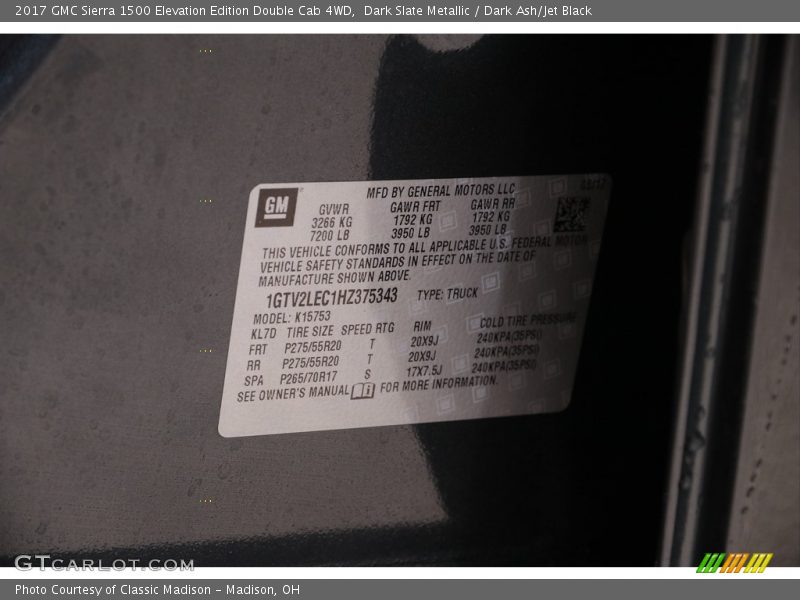 2017 GMC Sierra 1500 Elevation Edition Double Cab 4WD, Dark Slate Metallic / Dark Ash/Jet Black
GM
MFD BY GENERAL MOTORS LLC
03/17
GVWR GAWR FRT GAWR RR
3266 KG 1792 KG 1792 KG
7200 LB 3950 LB 3950 LB
THIS VEHICLE CONFORMS TO ALL APPLICABLE U.S. FEDERAL MOTOR
VEHICLE SAFETY STANDARDS IN EFFECT ON THE DATE OF
MANUFACTURE SHOWN ABOVE.
1GTV2LEC1HZ375343 TYPE: TRUCK
MODEL: K15753
KL7D TIRE SIZE SPEED RTG RIM COLD TIRE PRESSURE
FRT P275/55R20 T 20X9J 240KPA(35PSI)
RR P275/55R20 T 20X9J 240KPA(35PSI)
SPA P265/70R17 S 17X7.5J 240KPA(35PSI)
SEE OWNER'S MANUAL FOR MORE INFORMATION.
GTCARLOT.COM
Photo Courtesy of Classic Madison - Madison, OH